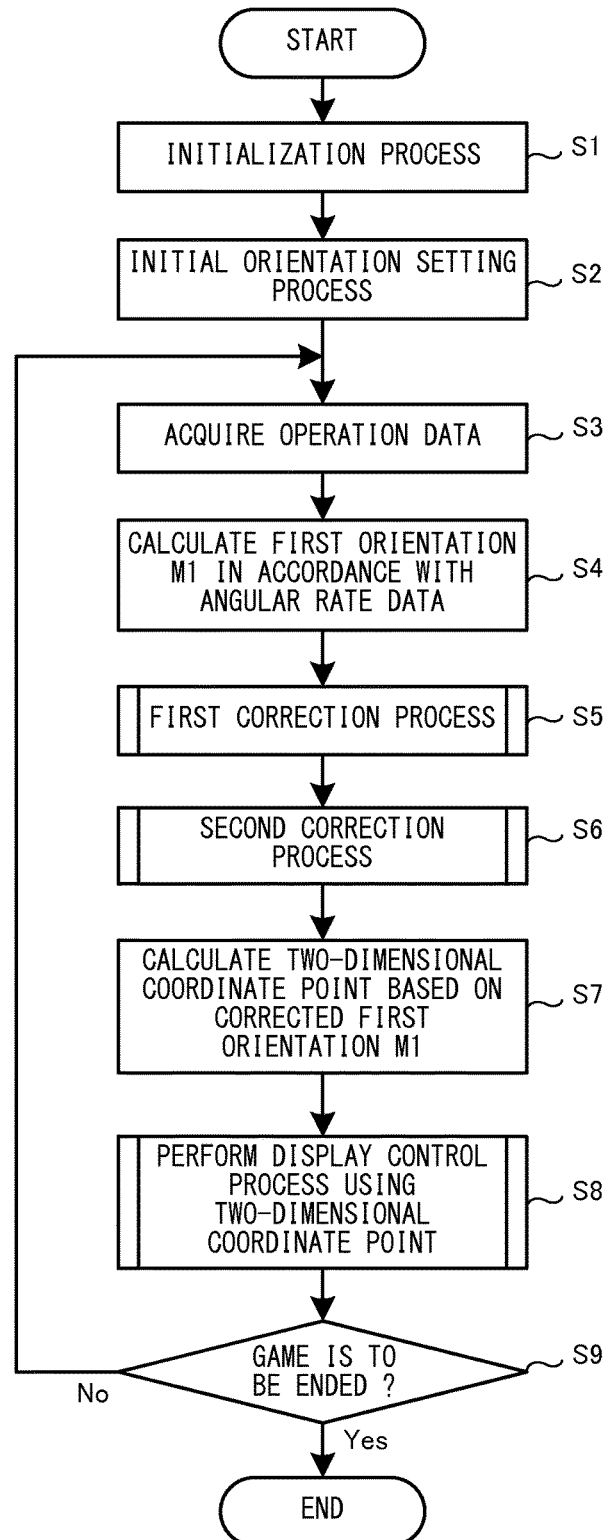 START
INITIALIZATION PROCESS
S1
INITIAL ORIENTATION SETTING
PROCESS
S2
ACQUIRE OPERATION DATA
S3
CALCULATE FIRST ORIENTATION
M1 IN ACCORDANCE WITH
ANGULAR RATE DATA
S4
FIRST CORRECTION PROCESS
S5
SECOND CORRECTION
PROCESS
S6
CALCULATE TWO-DIMENSIONAL
COORDINATE POINT BASED ON
CORRECTED FIRST
ORIENTATION M1
S7
PERFORM DISPLAY CONTROL
PROCESS USING
TWO-DIMENSIONAL
COORDINATE POINT
S8
GAME IS TO
BE ENDED ?
S9
No
Yes
END